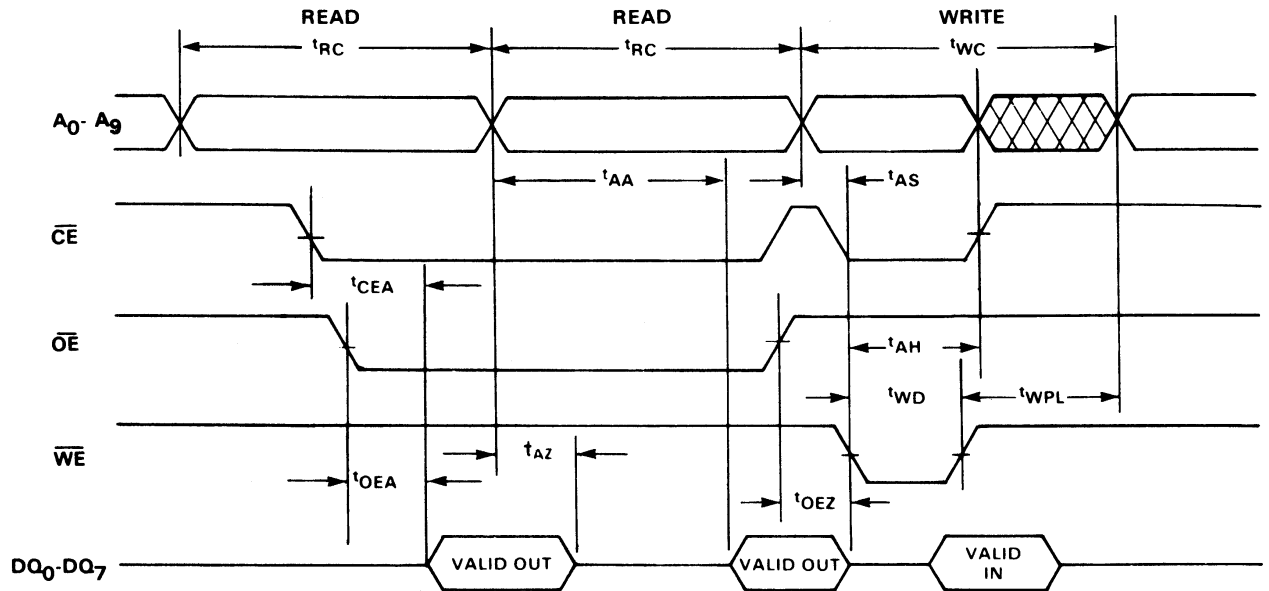 READ READ WRITE
tRC tRC tWC
A0- A9
tAA tAS
CE
tCEA
OE
tAH
tWD tWPL
WE
tAZ
tOEA
tOEZ
DQ0-DQ7 VALID OUT VALID OUT VALID IN